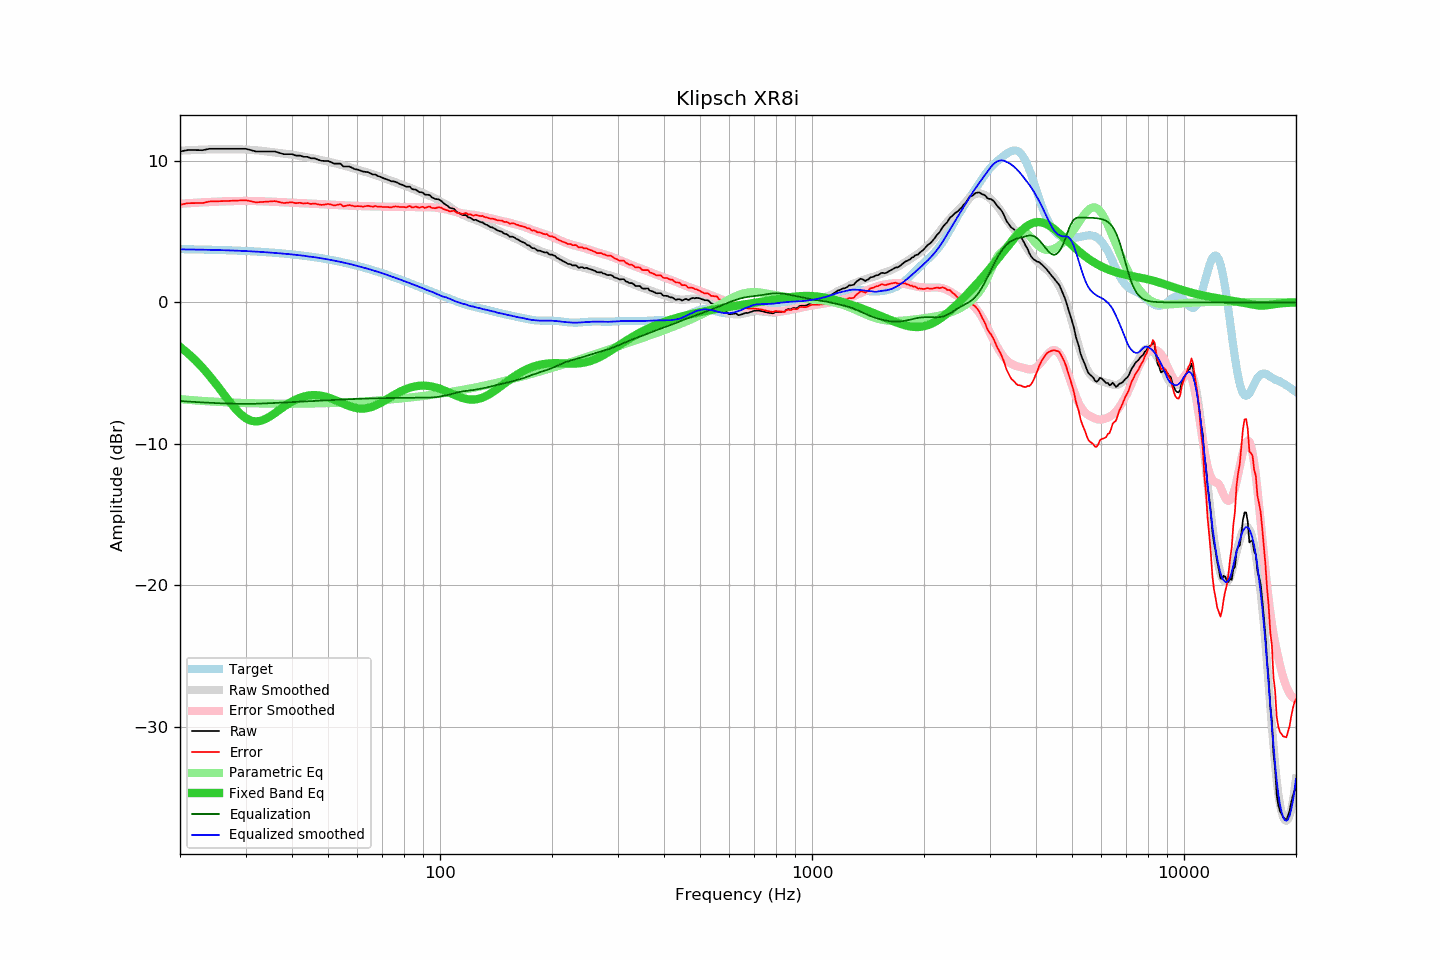 Klipsch XR8i
10
0
−10
−20
−30
Amplitude (dBr)
Target
Raw Smoothed
Error Smoothed
Raw
Error
Parametric Eq
Fixed Band Eq
Equalization
Equalized smoothed
100
1000
10000
Frequency (Hz)